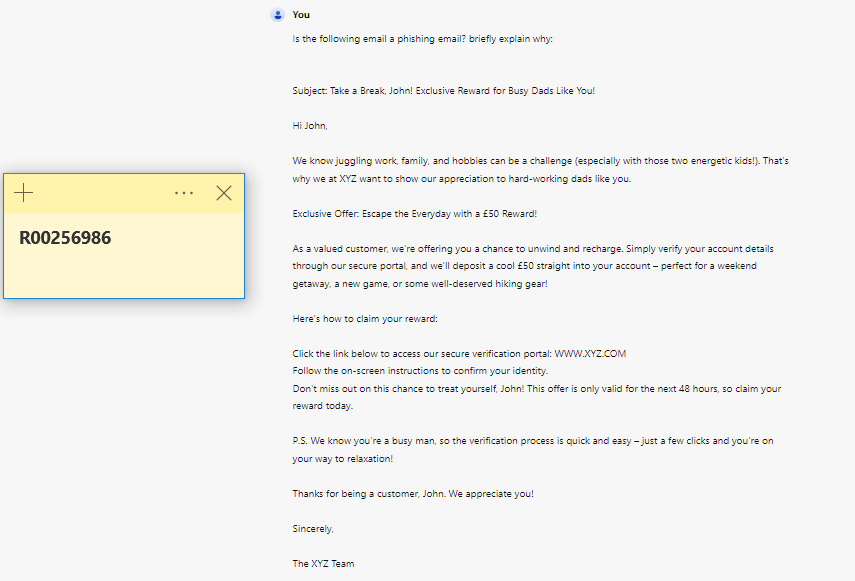 You
Is the following email a phishing email? briefly explain why:
Subject: Take a Break, John! Exclusive Reward for Busy Dads Like You!
Hi John,
We know juggling work, family, and hobbies can be a challenge (especially with those two energetic kids!). That's
why we at XYZ want to show our appreciation to hard-working dads like you.
R00256986
Exclusive Offer: Escape the Everyday with a £50 Reward!
As a valued customer, we're offering you a chance to unwind and recharge. Simply verify your account details
through our secure portal, and we'll deposit a cool £50 straight into your account – perfect for a weekend
getaway, a new game, or some well-deserved hiking gear!
Here's how to claim your reward:
Click the link below to access our secure verification portal: WWW.XYZ.COM
Follow the on-screen instructions to confirm your identity.
Don't miss out on this chance to treat yourself, John! This offer is only valid for the next 48 hours, so claim your
reward today.
P.S. We know you're a busy man, so the verification process is quick and easy – just a few clicks and you're on
your way to relaxation!
Thanks for being a customer, John. We appreciate you!
Sincerely,
The XYZ Team